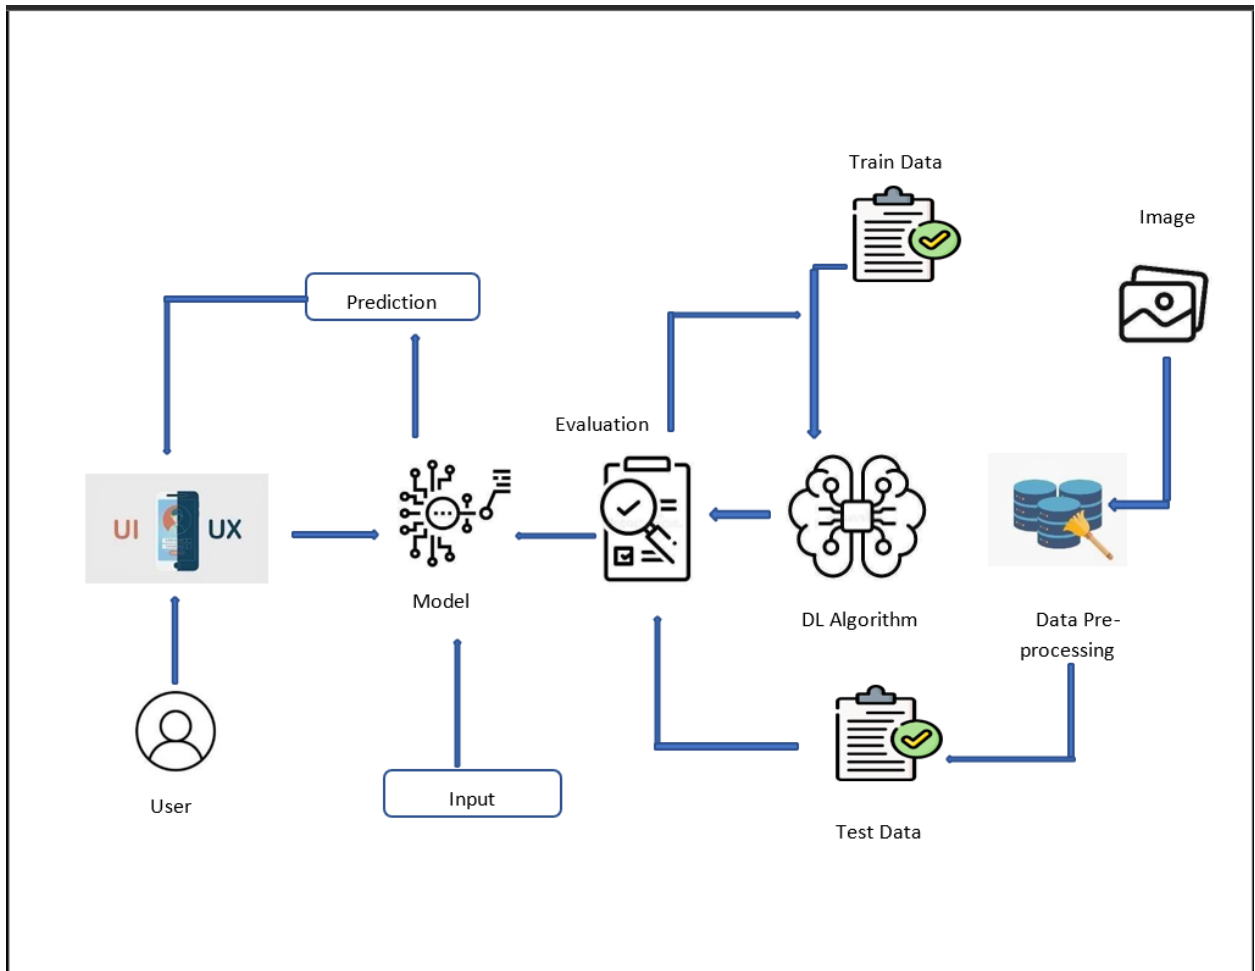 Train Data
Image
Prediction
Evaluation
UI UX
Model
DL Algorithm
Data Pre-
processing
Input
User
Test Data